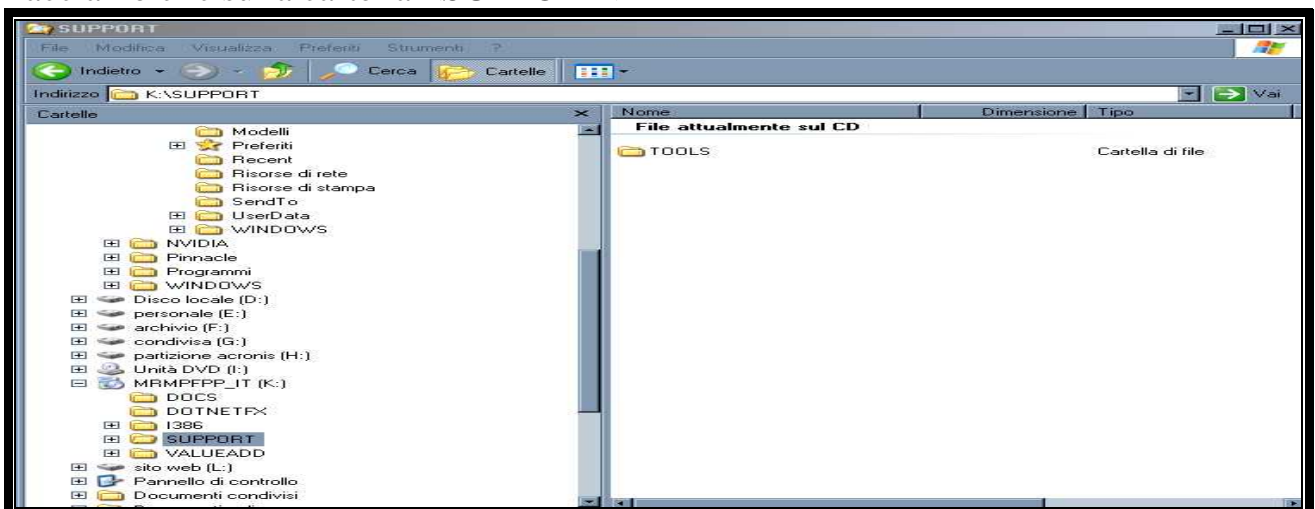 SUPPORT
File Modifica Visualizza Preferiti Strumenti ?
Indietro Cerca Cartelle
Indirizzo K:\SUPPORT Vai
Cartelle
Nome Dimensione Tipo
File attualmente sul CD
TOOLS Cartella di file
Modelli
Preferiti
Recent
Risorse di rete
Risorse di stampa
SendTo
UserData
WINDOWS
NVIDIA
Pinnacle
Programmi
WINDOWS
Disco locale (D:)
personale (E:)
archivio (F:)
condivisa (G:)
partizione acronis (H:)
Unità DVD (I:)
MRMPFPP_IT (K:)
DOCS
DOTNETFX
I386
SUPPORT
VALUEADD
sito web (L:)
Pannello di controllo
Documenti condivisi